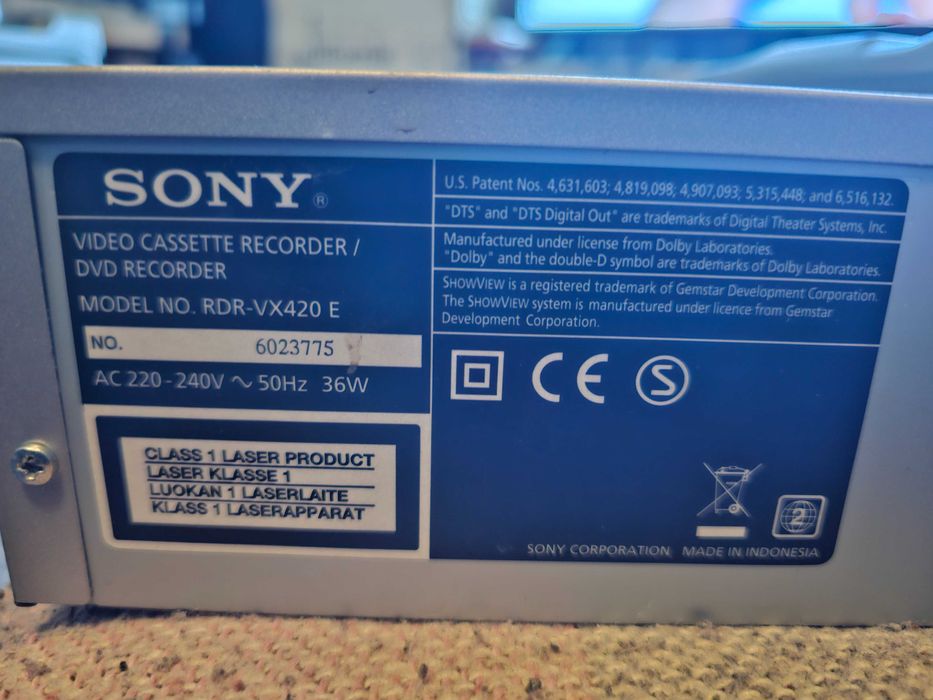 SONY®
VIDEO CASSETTE RECORDER /
DVD RECORDER
MODEL NO. RDR-VX420 E
NO. 6023775
AC 220-240V ~ 50Hz 36W
CLASS 1 LASER PRODUCT
LASER KLASSE 1
LUOKAN 1 LASERLAITE
KLASS 1 LASERAPPARAT
U.S. Patent Nos. 4,631,603; 4,819,098; 4,907,093; 5,315,448; and 6,516,132.
"DTS" and "DTS Digital Out" are trademarks of Digital Theater Systems, Inc.
Manufactured under license from Dolby Laboratories.
"Dolby" and the double-D symbol are trademarks of Dolby Laboratories.
SHOWVIEW is a registered trademark of Gemstar Development Corporation.
The SHOWVIEW system is manufactured under licence from Gemstar
Development Corporation.
CE S
2
SONY CORPORATION MADE IN INDONESIA